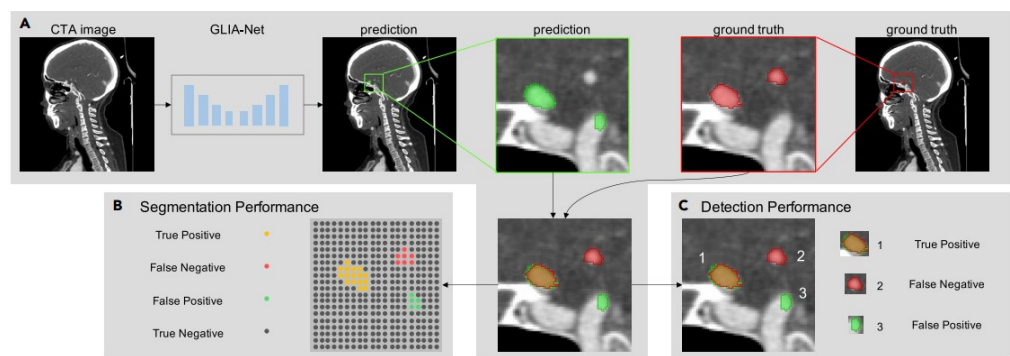 A
CTA image
GLIA-Net
prediction
prediction
ground truth
ground truth
B Segmentation Performance
True Positive
False Negative
False Positive
True Negative
1
2
3
C Detection Performance
1 True Positive
2 False Negative
3 False Positive